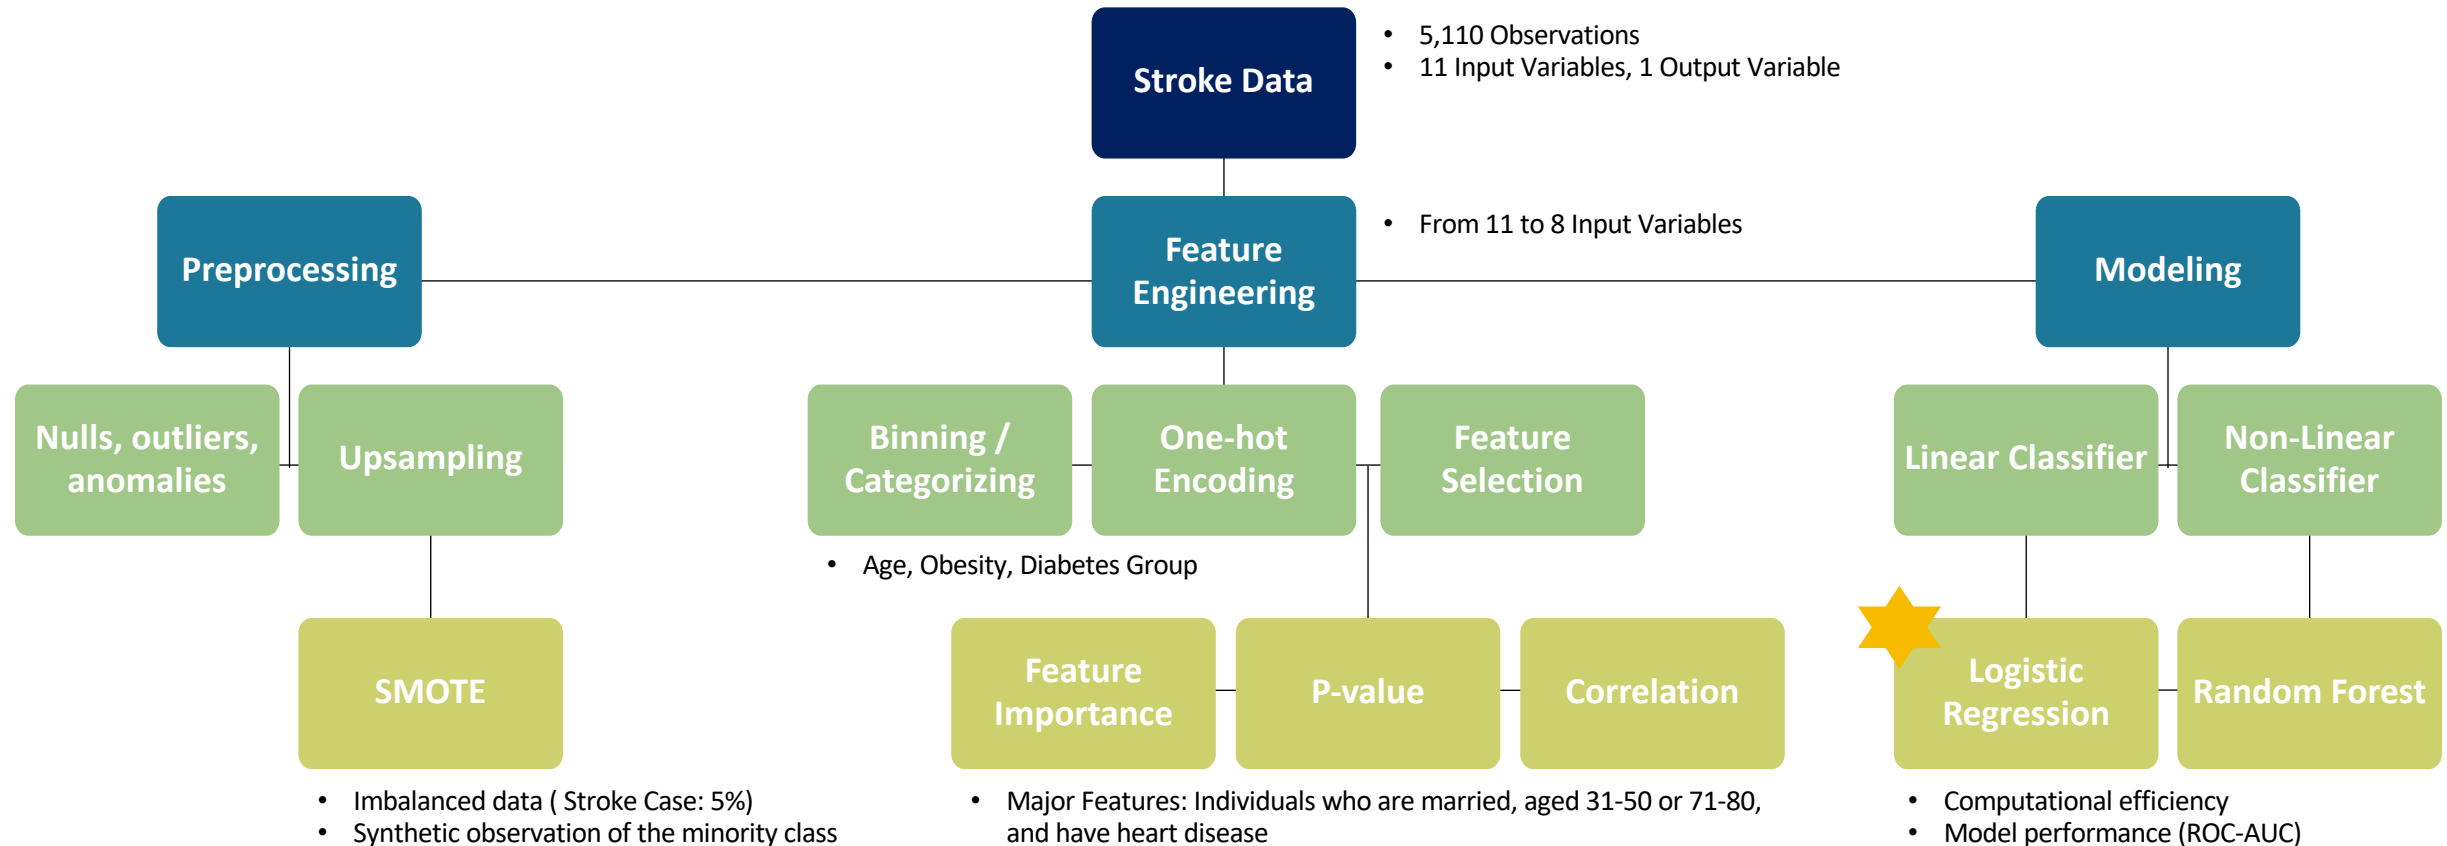 Stroke Data
• 5,110 Observations
• 11 Input Variables, 1 Output Variable
Preprocessing
Feature
Engineering
• From 11 to 8 Input Variables
Modeling
Nulls, outliers,
anomalies
Upsampling
Binning /
Categorizing
One-hot
Encoding
Feature
Selection
Linear Classifier
Non-Linear
Classifier
• Age, Obesity, Diabetes Group
SMOTE
Feature
Importance
P-value
Correlation
Logistic
Regression
Random Forest
• Imbalanced data ( Stroke Case: 5%)
• Synthetic observation of the minority class
• Major Features: Individuals who are married, aged 31-50 or 71-80,
and have heart disease
• Computational efficiency
• Model performance (ROC-AUC)